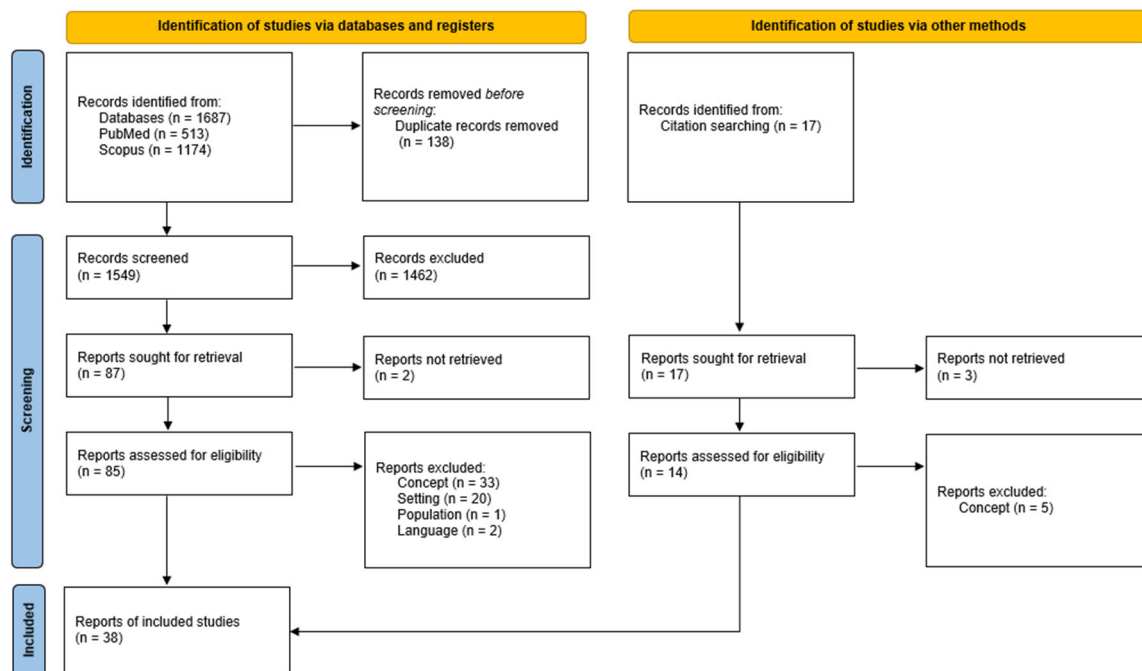 Identification of studies via databases and registers
Identification of studies via other methods
Identification
Records identified from:
Databases (n = 1687)
PubMed (n = 513)
Scopus (n = 1174)
Records removed before
screening:
Duplicate records removed
(n = 138)
Records identified from:
Citation searching (n = 17)
Screening
Records screened
(n = 1549)
Records excluded
(n = 1462)
Reports sought for retrieval
(n = 87)
Reports not retrieved
(n = 2)
Reports sought for retrieval
(n = 17)
Reports not retrieved
(n = 3)
Reports assessed for eligibility
(n = 85)
Reports excluded:
Concept (n = 33)
Setting (n = 20)
Population (n = 1)
Language (n = 2)
Reports assessed for eligibility
(n = 14)
Reports excluded:
Concept (n = 5)
Included
Reports of included studies
(n = 38)